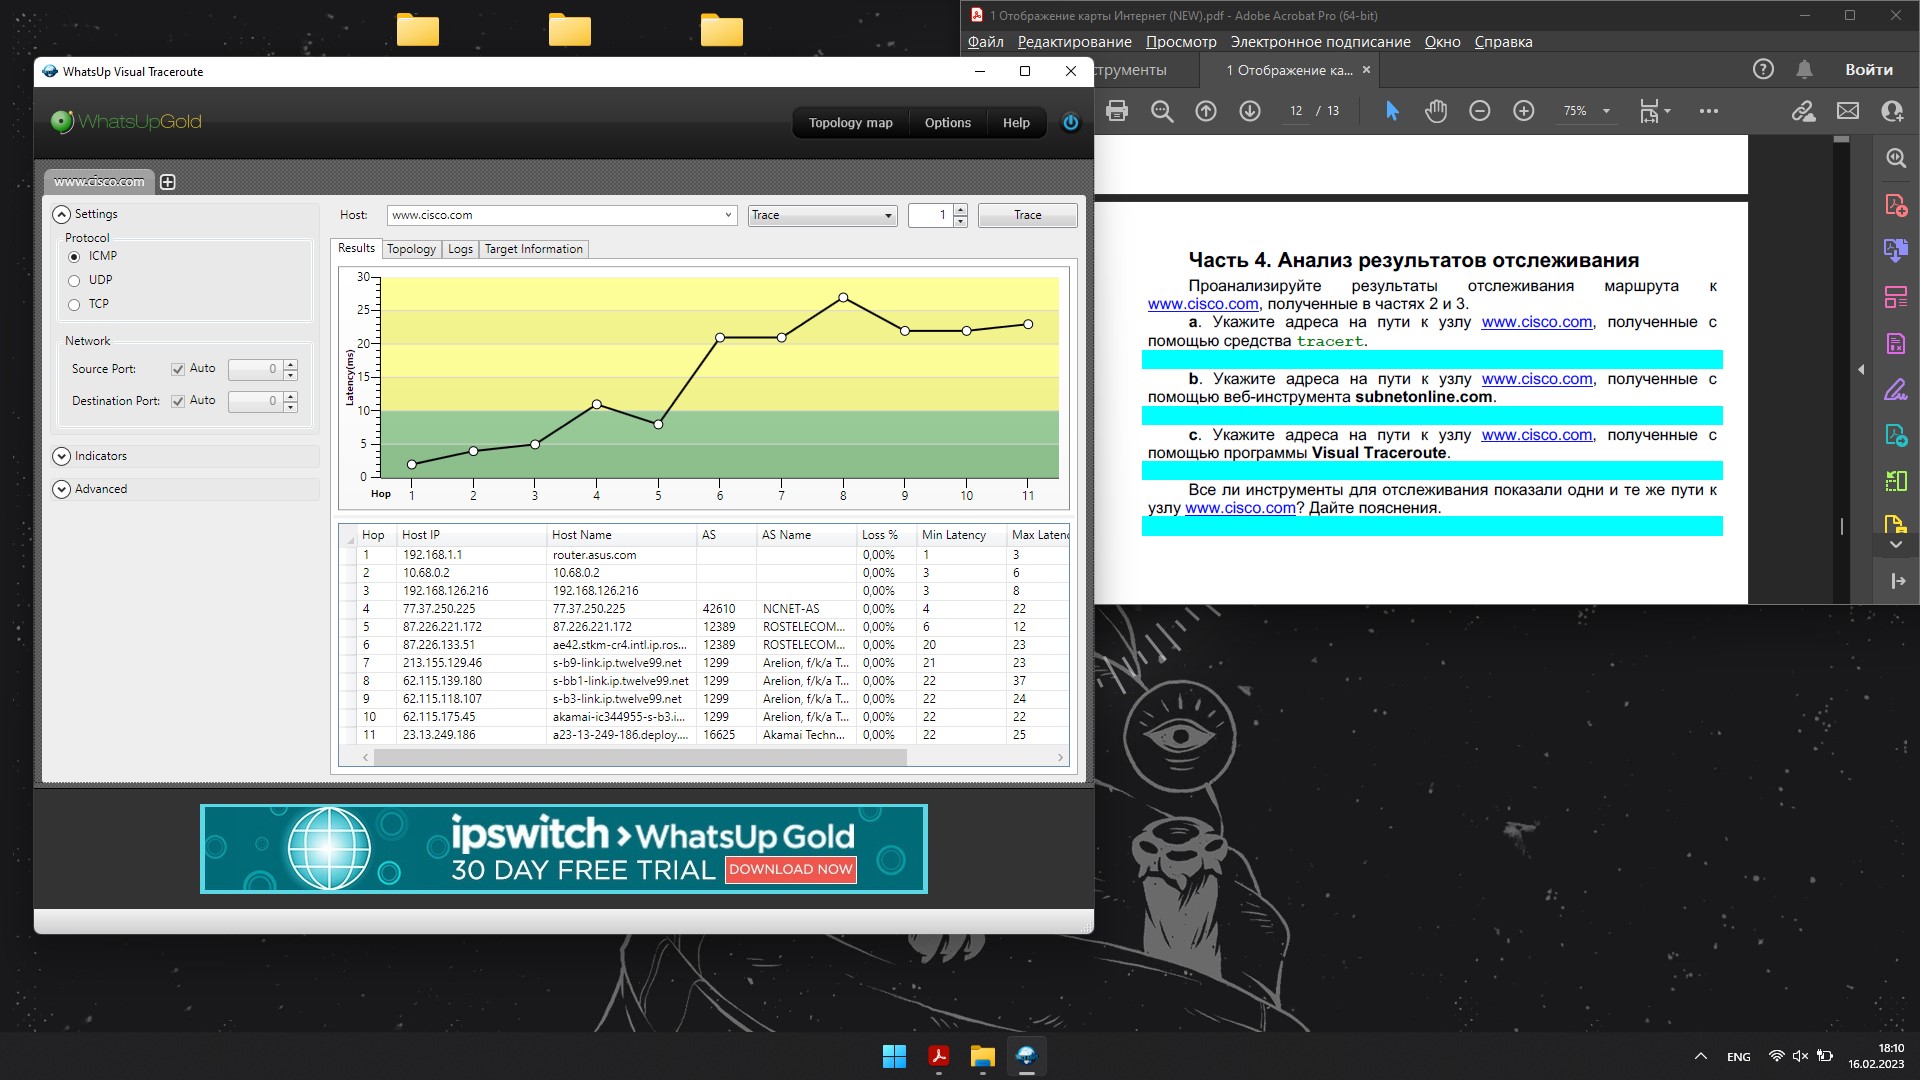 1 Отображение карты Интернет (NEW).pdf - Adobe Acrobat Pro (64-bit)
Файл Редактирование Просмотр Электронное подписание Окно Справка
1 Отображение ка... ×
Войти
12 / 13
75%
WhatsUp Visual Traceroute
WhatsUpGold
Topology map Options Help
www.cisco.com
Settings
Protocol
ICMP
UDP
TCP
Network
Source Port: Auto 0
Destination Port: Auto 0
Indicators
Advanced
Host: www.cisco.com Trace 1 Trace
Results Topology Logs Target Information
Latency(ms)
30
25
20
15
10
5
0
Hop 1 2 3 4 5 6 7 8 9 10 11
Hop Host IP Host Name AS AS Name Loss % Min Latency Max Latenc
1 192.168.1.1 router.asus.com 0,00% 1 3
2 10.68.0.2 10.68.0.2 0,00% 3 6
3 192.168.126.216 192.168.126.216 0,00% 3 8
4 77.37.250.225 77.37.250.225 42610 NCNET-AS 0,00% 4 22
5 87.226.221.172 87.226.221.172 12389 ROSTELECOM... 0,00% 6 12
6 87.226.133.51 ae42.stkm-cr4.intl.ip.ros... 12389 ROSTELECOM... 0,00% 20 23
7 213.155.129.46 s-b9-link.ip.twelve99.net 1299 Arelion, f/k/a T... 0,00% 21 23
8 62.115.139.180 s-bb1-link.ip.twelve99.net 1299 Arelion, f/k/a T... 0,00% 22 37
9 62.115.118.107 s-b3-link.ip.twelve99.net 1299 Arelion, f/k/a T... 0,00% 22 24
10 62.115.175.45 akamai-ic344955-s-b3.i... 1299 Arelion, f/k/a T... 0,00% 22 22
11 23.13.249.186 a23-13-249-186.deploy.... 16625 Akamai Techn... 0,00% 22 25
ipswitch > WhatsUp Gold
30 DAY FREE TRIAL DOWNLOAD NOW
Часть 4. Анализ результатов отслеживания
Проанализируйте результаты отслеживания маршрута к
www.cisco.com, полученные в частях 2 и 3.
a. Укажите адреса на пути к узлу www.cisco.com, полученные с
помощью средства tracert.
b. Укажите адреса на пути к узлу www.cisco.com, полученные с
помощью веб-инструмента subnetonline.com.
c. Укажите адреса на пути к узлу www.cisco.com, полученные с
помощью программы Visual Traceroute.
Все ли инструменты для отслеживания показали одни и те же пути к
узлу www.cisco.com? Дайте пояснения.
ENG
18:10
16.02.2023